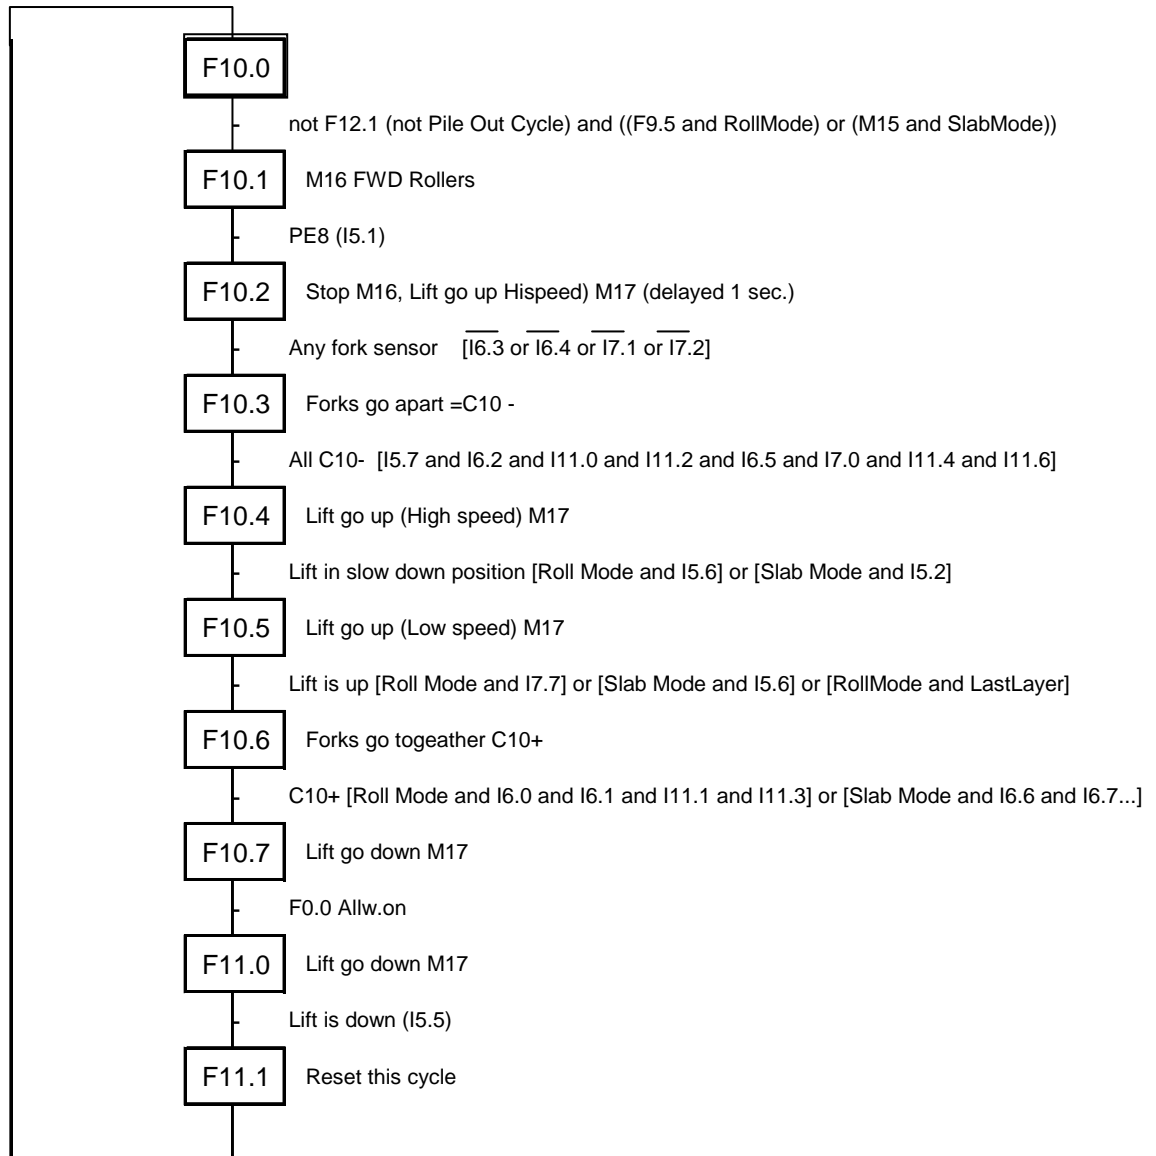 F10.0
not F12.1 (not Pile Out Cycle) and ((F9.5 and RollMode) or (M15 and SlabMode))
F10.1 M16 FWD Rollers
PE8 (I5.1)
F10.2 Stop M16, Lift go up Hispeed) M17 (delayed 1 sec.)
Any fork sensor [I6.3 or I6.4 or I7.1 or I7.2]
F10.3 Forks go apart =C10 -
All C10- [I5.7 and I6.2 and I11.0 and I11.2 and I6.5 and I7.0 and I11.4 and I11.6]
F10.4 Lift go up (High speed) M17
Lift in slow down position [Roll Mode and I5.6] or [Slab Mode and I5.2]
F10.5 Lift go up (Low speed) M17
Lift is up [Roll Mode and I7.7] or [Slab Mode and I5.6] or [RollMode and LastLayer]
F10.6 Forks go togeather C10+
C10+ [Roll Mode and I6.0 and I6.1 and I11.1 and I11.3] or [Slab Mode and I6.6 and I6.7...]
F10.7 Lift go down M17
F0.0 Allw.on
F11.0 Lift go down M17
Lift is down (I5.5)
F11.1 Reset this cycle